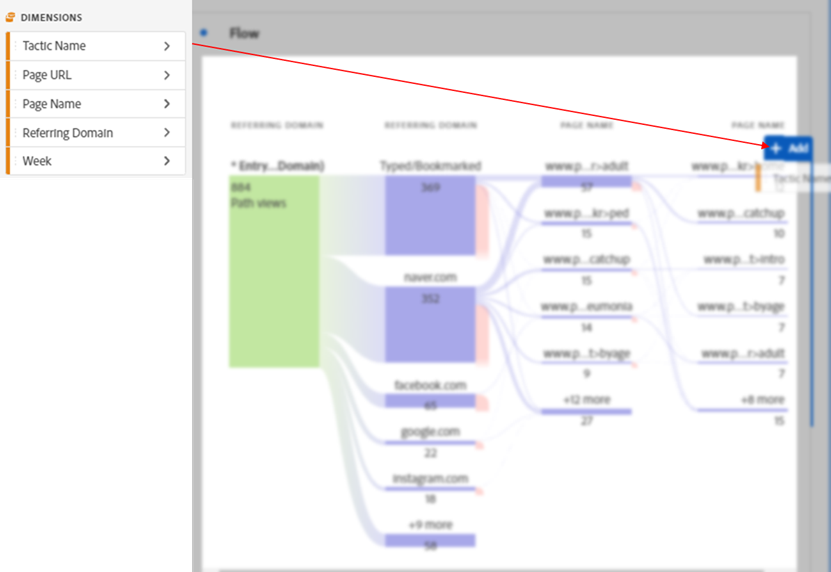 DIMENSIONS
Tactic Name
Page URL
Page Name
Referring Domain
Week
Flow
REFERRING DOMAIN
REFERRING DOMAIN
PAGE NAME
PAGE NAME
+ Add
Tactic Name
* Entry...Domain)
884
Path views
Typed/Bookmarked
369
naver.com
352
facebook.com
65
google.com
22
instagram.com
18
+9 more
58
www.p...r>adult
57
www.p...kr>ped
15
www.p...catchup
15
www.p...eumonia
14
www.p...t>byage
9
+12 more
27
www.p...kr>home
www.p...catchup
10
www.p...t>intro
7
www.p...t>byage
7
www.p...r>adult
7
+8 more
15